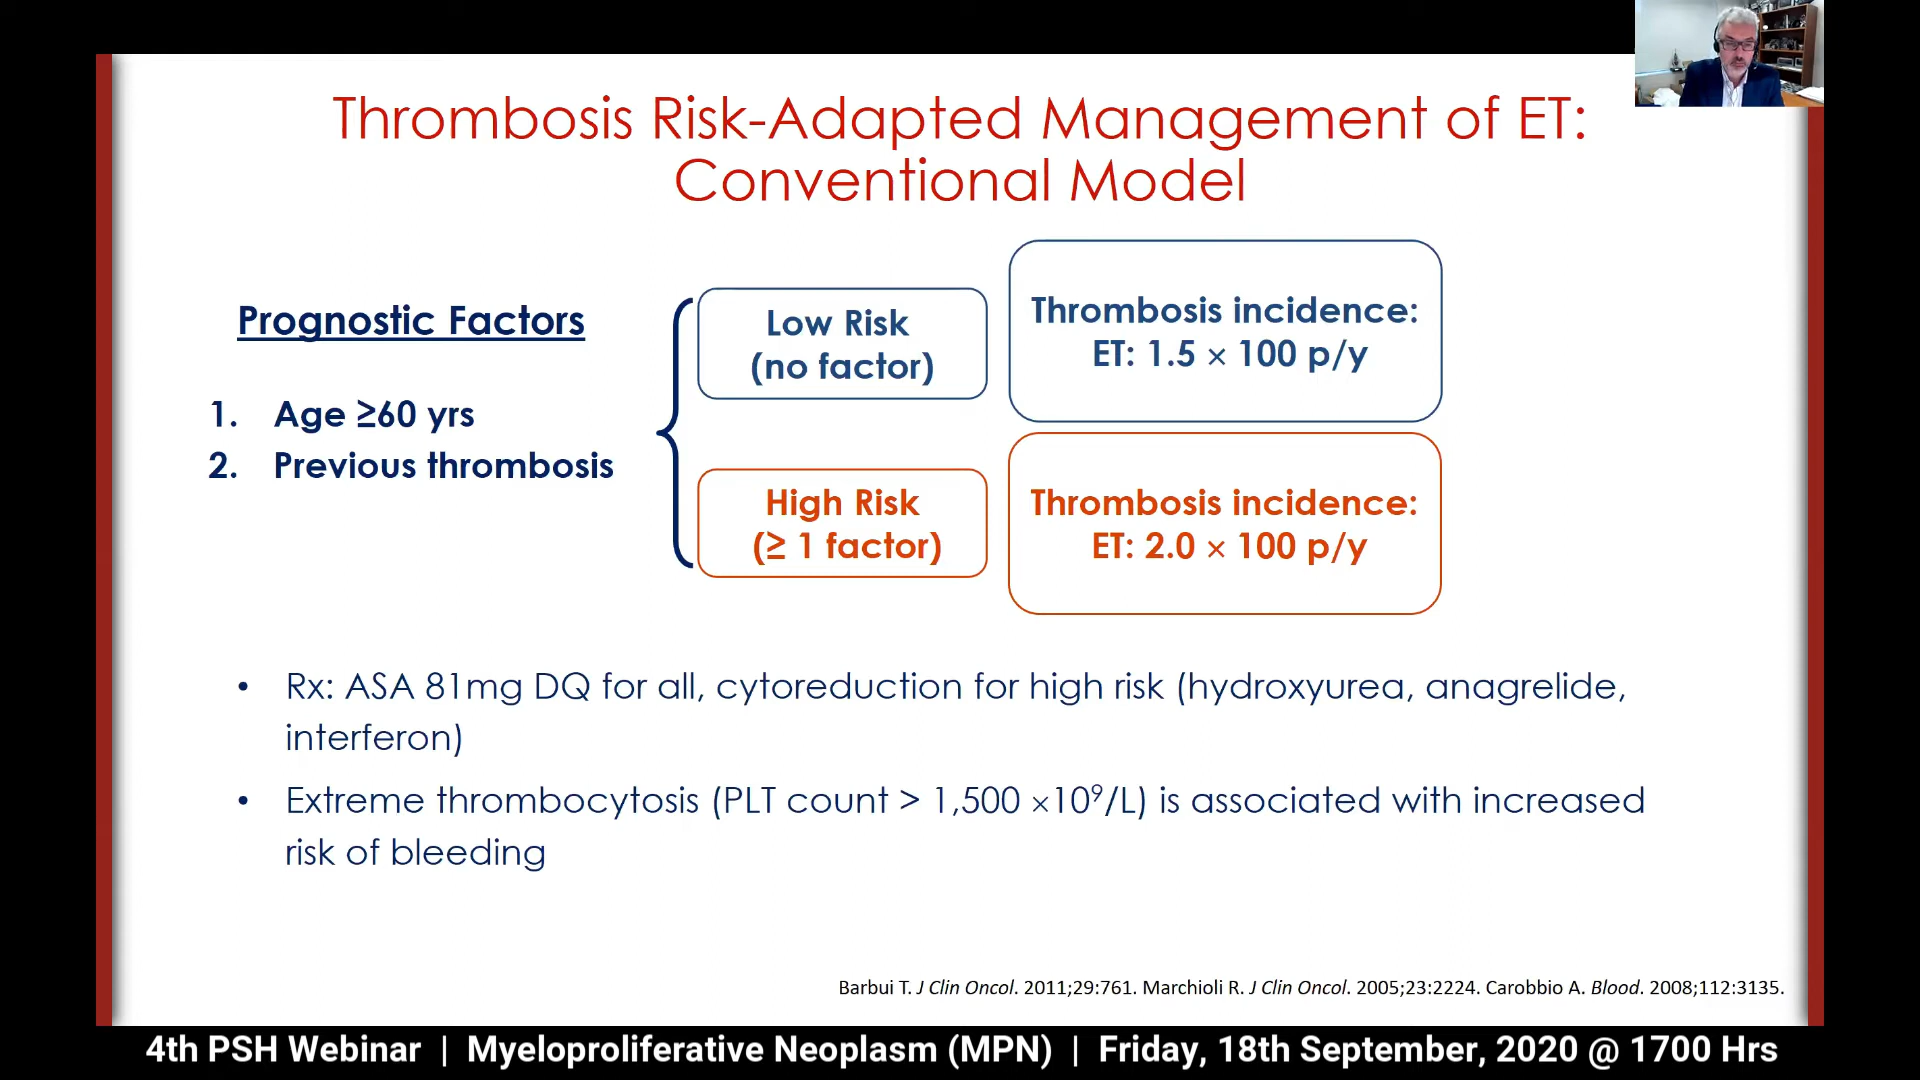 Thrombosis Risk-Adapted Management of ET:
Conventional Model
Prognostic Factors
1. Age ≥60 yrs
2. Previous thrombosis
Low Risk
(no factor)
Thrombosis incidence:
ET: 1.5 × 100 p/y
High Risk
(≥ 1 factor)
Thrombosis incidence:
ET: 2.0 × 100 p/y
• Rx: ASA 81mg DQ for all, cytoreduction for high risk (hydroxyurea, anagrelide,
interferon)
• Extreme thrombocytosis (PLT count > 1,500 ×10⁹/L) is associated with increased
risk of bleeding
Barbui T. J Clin Oncol. 2011;29:761. Marchioli R. J Clin Oncol. 2005;23:2224. Carobbio A. Blood. 2008;112:3135.
4th PSH Webinar | Myeloproliferative Neoplasm (MPN) | Friday, 18th September, 2020 @ 1700 Hrs